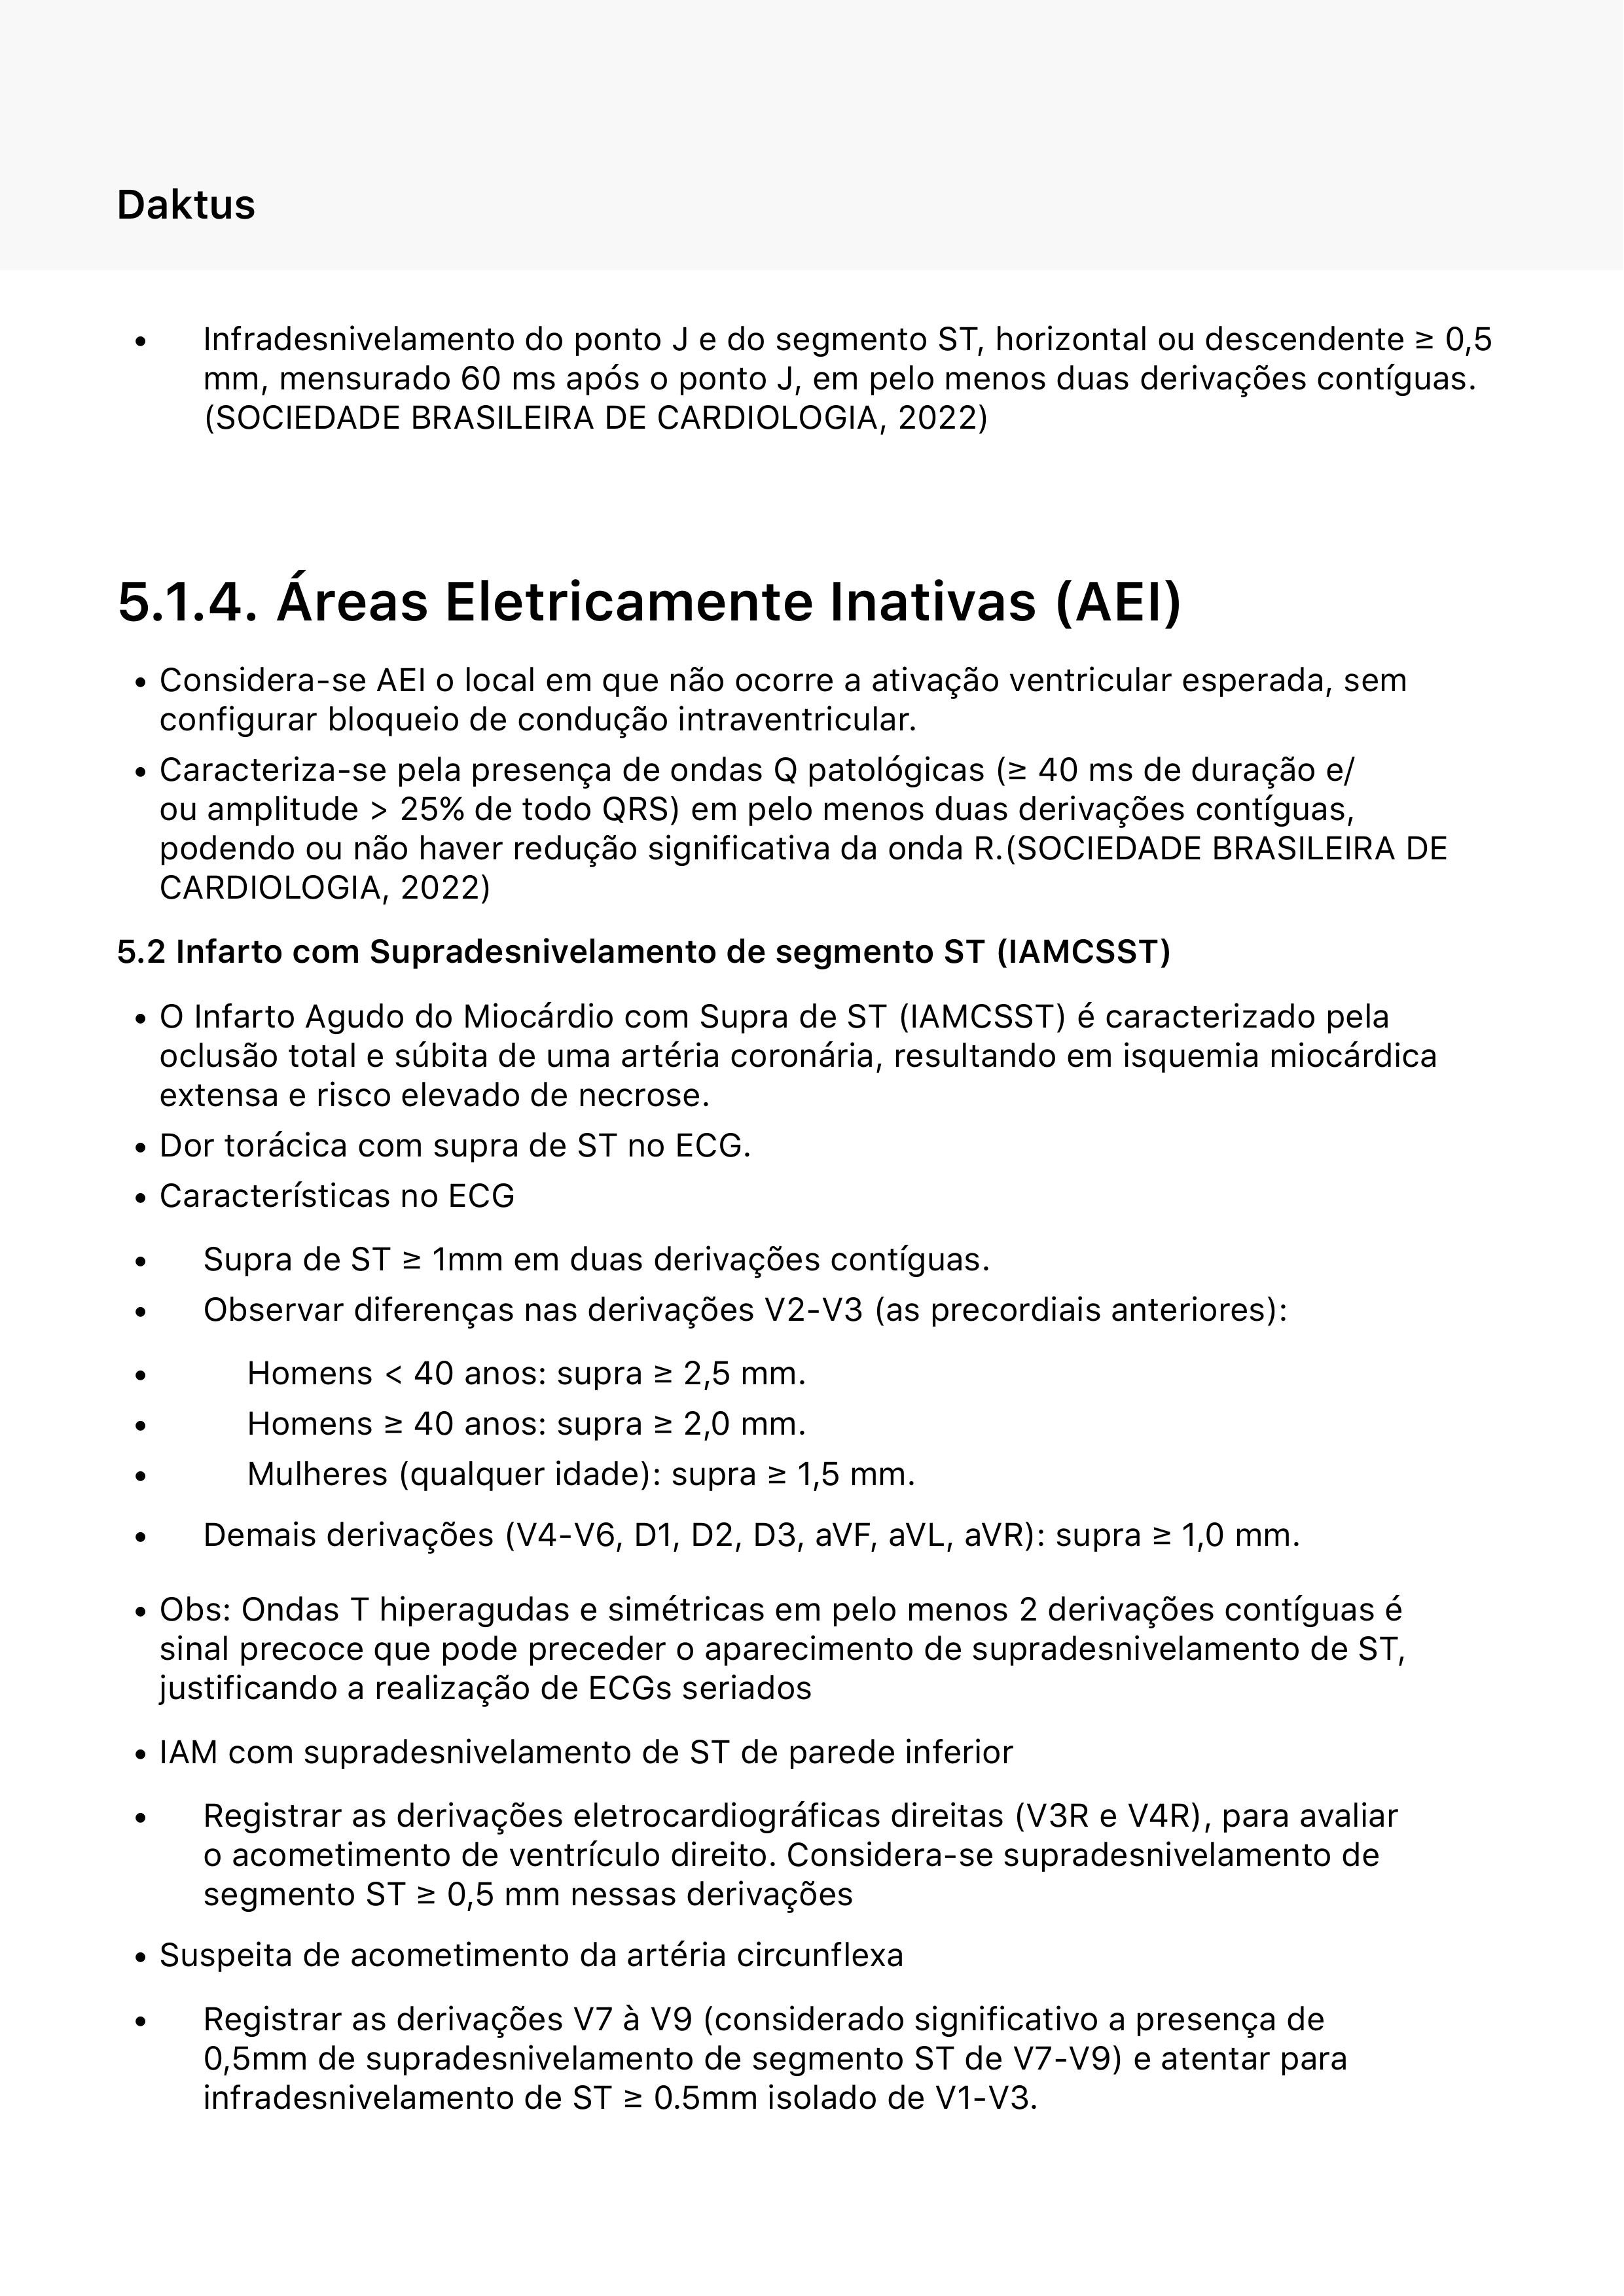 Daktus
• Infradesnivelamento do ponto J e do segmento ST, horizontal ou descendente ≥ 0,5
mm, mensurado 60 ms após o ponto J, em pelo menos duas derivações contíguas.
(SOCIEDADE BRASILEIRA DE CARDIOLOGIA, 2022)
5.1.4. Áreas Eletricamente Inativas (AEI)
• Considera-se AEI o local em que não ocorre a ativação ventricular esperada, sem
configurar bloqueio de condução intraventricular.
• Caracteriza-se pela presença de ondas Q patológicas (≥ 40 ms de duração e/
ou amplitude > 25% de todo QRS) em pelo menos duas derivações contíguas,
podendo ou não haver redução significativa da onda R.(SOCIEDADE BRASILEIRA DE
CARDIOLOGIA, 2022)
5.2 Infarto com Supradesnivelamento de segmento ST (IAMCSST)
• O Infarto Agudo do Miocárdio com Supra de ST (IAMCSST) é caracterizado pela
oclusão total e súbita de uma artéria coronária, resultando em isquemia miocárdica
extensa e risco elevado de necrose.
• Dor torácica com supra de ST no ECG.
• Características no ECG
• Supra de ST ≥ 1mm em duas derivações contíguas.
• Observar diferenças nas derivações V2-V3 (as precordiais anteriores):
• Homens < 40 anos: supra ≥ 2,5 mm.
• Homens ≥ 40 anos: supra ≥ 2,0 mm.
• Mulheres (qualquer idade): supra ≥ 1,5 mm.
• Demais derivações (V4-V6, D1, D2, D3, aVF, aVL, aVR): supra ≥ 1,0 mm.
• Obs: Ondas T hiperagudas e simétricas em pelo menos 2 derivações contíguas é
sinal precoce que pode preceder o aparecimento de supradesnivelamento de ST,
justificando a realização de ECGs seriados
• IAM com supradesnivelamento de ST de parede inferior
• Registrar as derivações eletrocardiográficas direitas (V3R e V4R), para avaliar
o acometimento de ventrículo direito. Considera-se supradesnivelamento de
segmento ST ≥ 0,5 mm nessas derivações
• Suspeita de acometimento da artéria circunflexa
• Registrar as derivações V7 à V9 (considerado significativo a presença de
0,5mm de supradesnivelamento de segmento ST de V7-V9) e atentar para
infradesnivelamento de ST ≥ 0.5mm isolado de V1-V3.